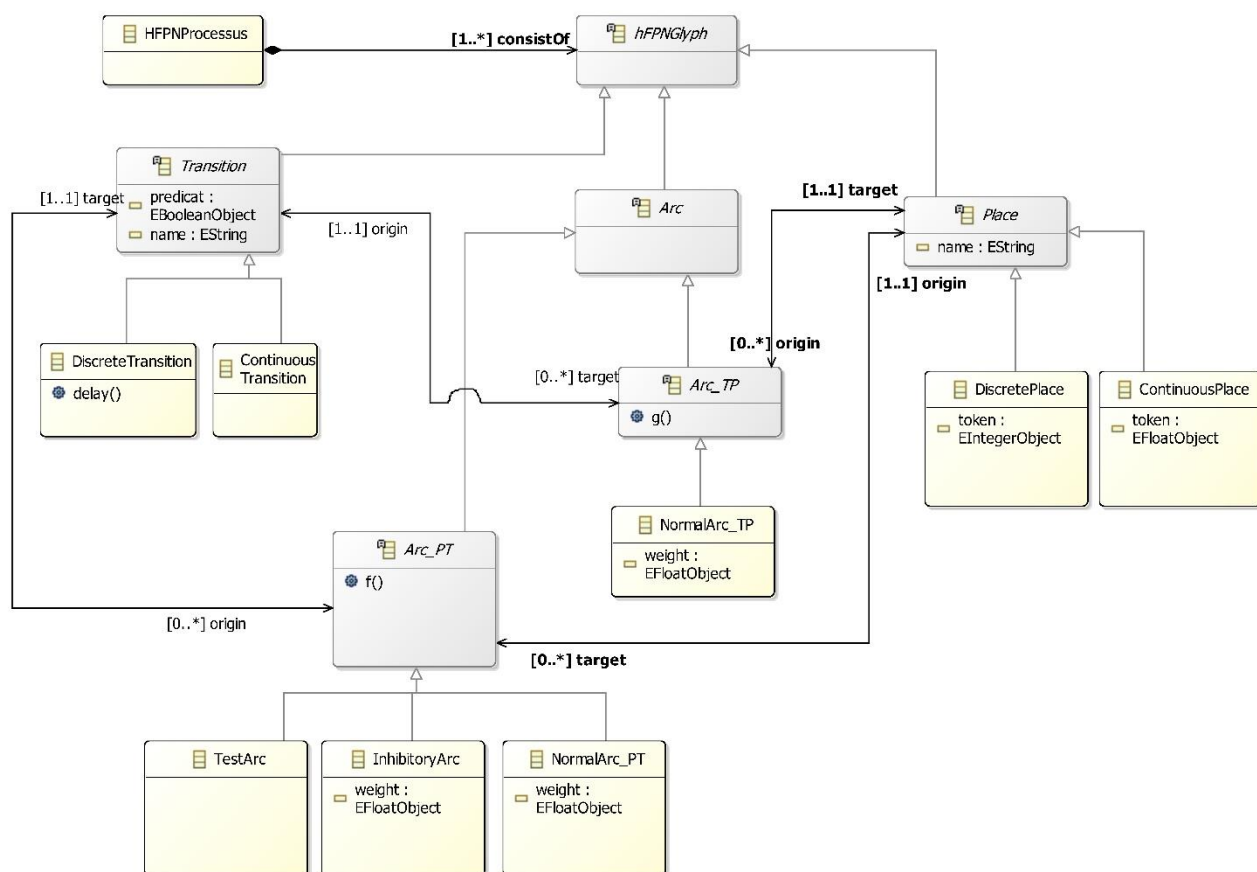 HFPNProcessus
[1..*] consistOf
hFPNGlyph
Transition
predicat :
EBooleanObject
name : EString
[1..1] target
[1..1] origin
Arc
[1..1] target
Place
name : EString
[1..1] origin
DiscreteTransition
delay()
Continuous
Transition
[0..*] origin
[0..*] target
Arc_TP
g()
DiscretePlace
token :
EIntegerObject
ContinuousPlace
token :
EFloatObject
NormalArc_TP
weight :
EFloatObject
Arc_PT
f()
[0..*] origin
[0..*] target
TestArc
InhibitoryArc
weight :
EFloatObject
NormalArc_PT
weight :
EFloatObject